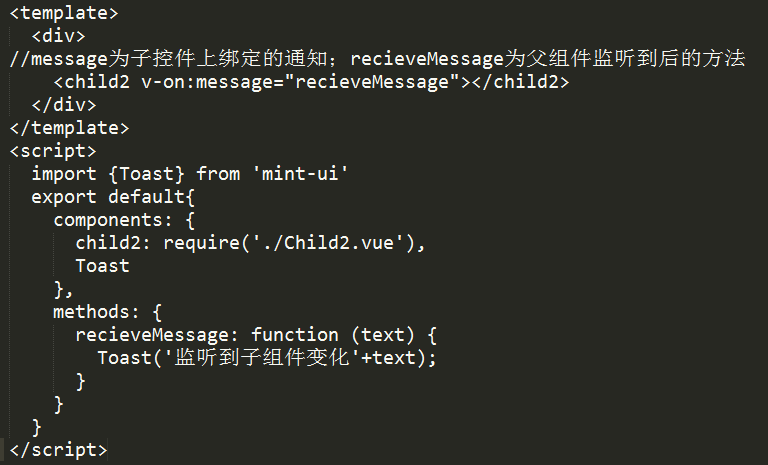 <template>
  <div>
//message为子控件上绑定的通知；recieveMessage为父组件监听到后的方法
    <child2 v-on:message="recieveMessage"></child2>
  </div>
</template>
<script>
  import {Toast} from 'mint-ui'
  export default{
    components: {
      child2: require('./Child2.vue'),
      Toast
    },
    methods: {
      recieveMessage: function (text) {
        Toast('监听到子组件变化'+text);
      }
    }
  }
</script>